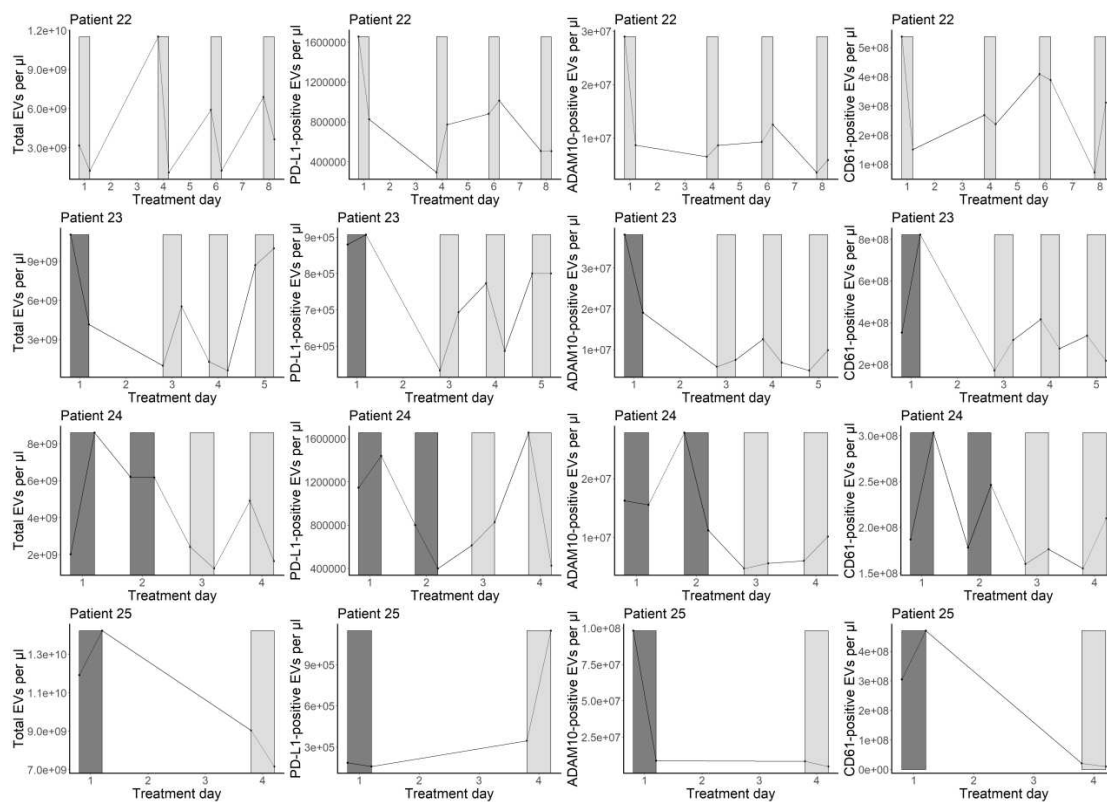 Patient 22
Total EVs per µl
1.2e+10
9.0e+09
6.0e+09
3.0e+09
1 2 3 4 5 6 7 8
Treatment day
Patient 22
PD-L1-positive EVs per µl
1600000
1200000
800000
400000
1 2 3 4 5 6 7 8
Treatment day
Patient 22
ADAM10-positive EVs per µl
3e+07
2e+07
1e+07
1 2 3 4 5 6 7 8
Treatment day
Patient 22
CD61-positive EVs per µl
5e+08
4e+08
3e+08
2e+08
1e+08
1 2 3 4 5 6 7 8
Treatment day
Patient 23
Total EVs per µl
9e+09
6e+09
3e+09
1 2 3 4 5
Treatment day
Patient 23
PD-L1-positive EVs per µl
9e+05
8e+05
7e+05
6e+05
1 2 3 4 5
Treatment day
Patient 23
ADAM10-positive EVs per µl
3e+07
2e+07
1e+07
1 2 3 4 5
Treatment day
Patient 23
CD61-positive EVs per µl
8e+08
6e+08
4e+08
2e+08
1 2 3 4 5
Treatment day
Patient 24
Total EVs per µl
8e+09
6e+09
4e+09
2e+09
1 2 3 4
Treatment day
Patient 24
PD-L1-positive EVs per µl
1600000
1200000
800000
400000
1 2 3 4
Treatment day
Patient 24
ADAM10-positive EVs per µl
2e+07
1e+07
1 2 3 4
Treatment day
Patient 24
CD61-positive EVs per µl
3.0e+08
2.5e+08
2.0e+08
1.5e+08
1 2 3 4
Treatment day
Patient 25
Total EVs per µl
1.3e+10
1.1e+10
9.0e+09
7.0e+09
1 2 3 4
Treatment day
Patient 25
PD-L1-positive EVs per µl
9e+05
6e+05
3e+05
1 2 3 4
Treatment day
Patient 25
ADAM10-positive EVs per µl
1.0e+08
7.5e+07
5.0e+07
2.5e+07
1 2 3 4
Treatment day
Patient 25
CD61-positive EVs per µl
4e+08
3e+08
2e+08
1e+08
0e+00
1 2 3 4
Treatment day